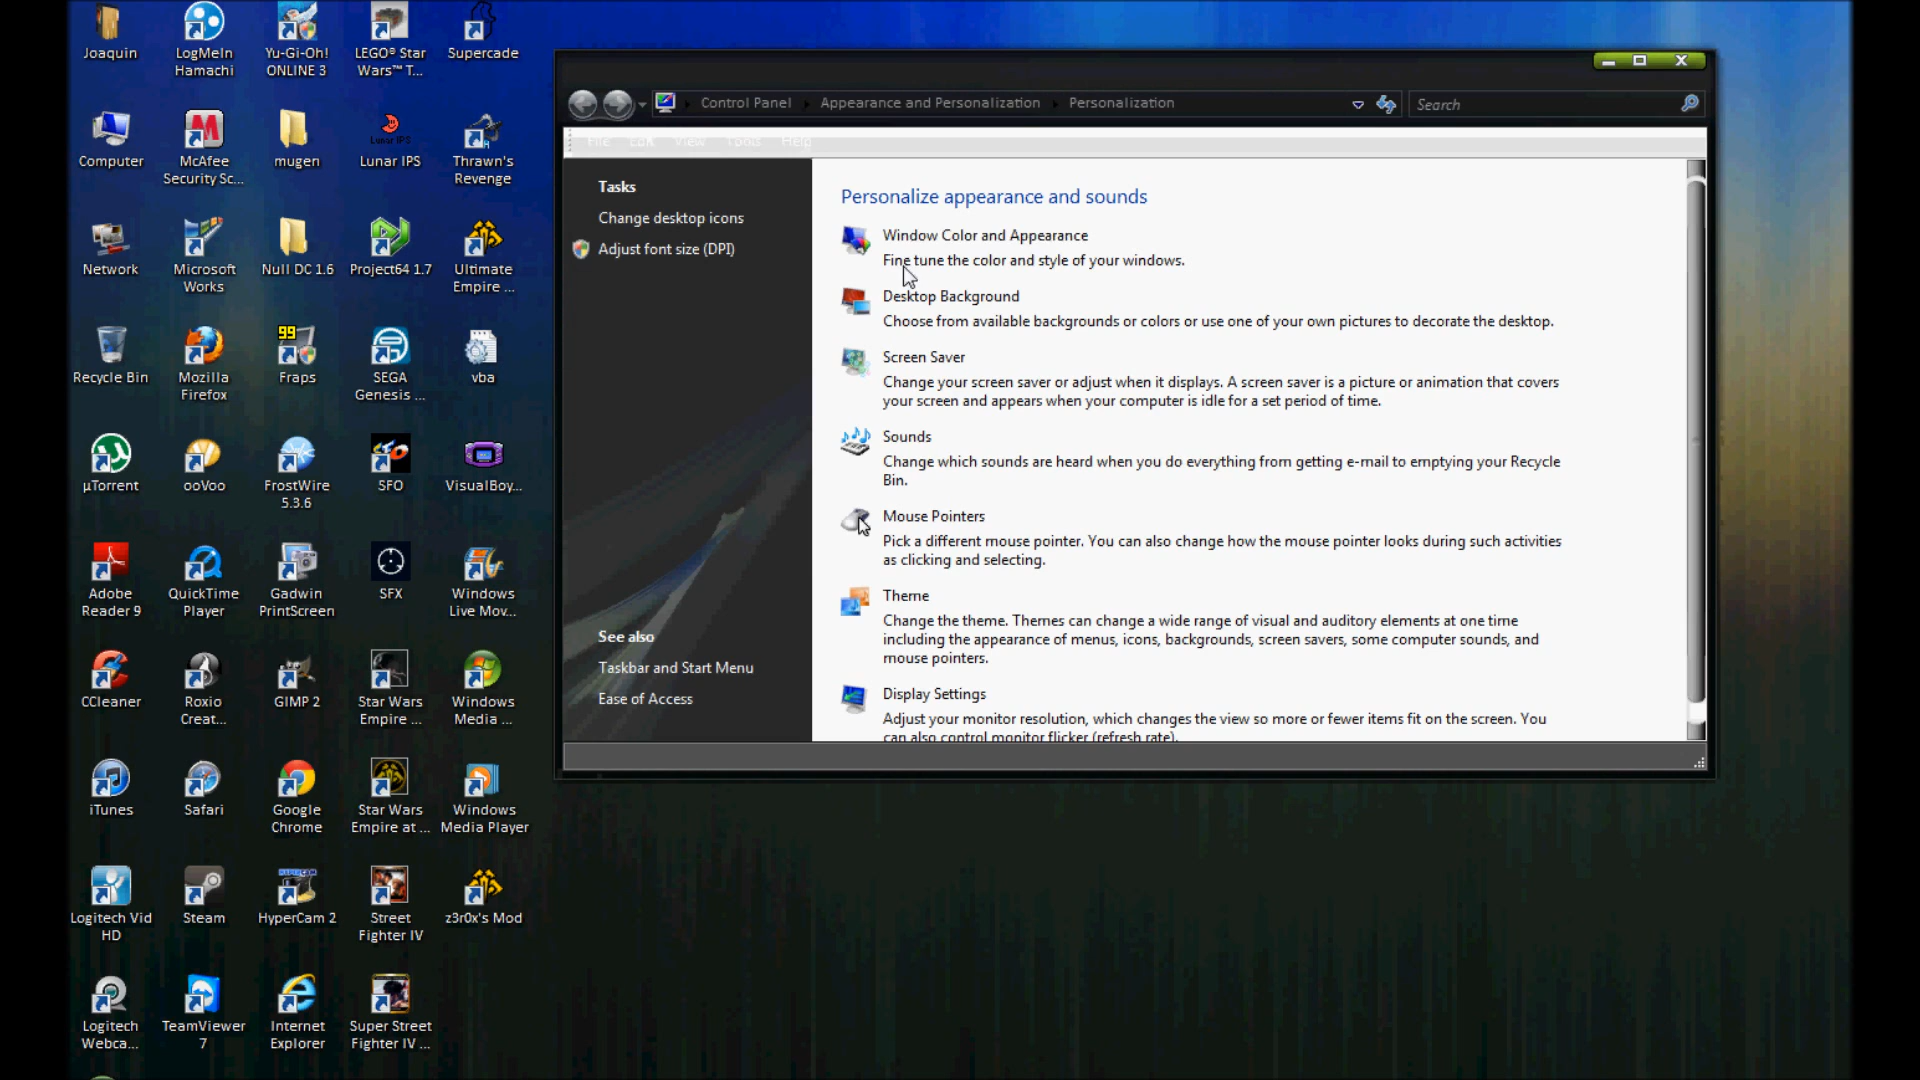 Joaquin
LogMeIn
Hamachi
Yu-Gi-Oh!
ONLINE 3
LEGO® Star
Wars™ T...
Supercade
Computer
McAfee
Security Sc...
mugen
Lunar IPS
Lunar IPS
Thrawn's
Revenge
Network
Microsoft
Works
Null DC 1.6
Project64 1.7
Ultimate
Empire ...
Recycle Bin
Mozilla
Firefox
99
Fraps
SEGA
Genesis ...
vba
µTorrent
ooVoo
FrostWire
5.3.6
SFO
VisualBoy...
Adobe
Reader 9
QuickTime
Player
Gadwin
PrintScreen
SFX
Windows
Live Mov...
CCleaner
Roxio
Creat...
GIMP 2
Star Wars
Empire ...
Windows
Media ...
iTunes
Safari
Google
Chrome
Star Wars
Empire at ...
Windows
Media Player
Logitech Vid
HD
Steam
HyperCam 2
Street
Fighter IV
z3r0x's Mod
Logitech
Webca...
TeamViewer
7
Internet
Explorer
Super Street
Fighter IV ...
Control Panel Appearance and Personalization Personalization
Search
File Edit View Tools Help
Tasks
Change desktop icons
Adjust font size (DPI)
See also
Taskbar and Start Menu
Ease of Access
Personalize appearance and sounds
Window Color and Appearance
Fine tune the color and style of your windows.
Desktop Background
Choose from available backgrounds or colors or use one of your own pictures to decorate the desktop.
Screen Saver
Change your screen saver or adjust when it displays. A screen saver is a picture or animation that covers
your screen and appears when your computer is idle for a set period of time.
Sounds
Change which sounds are heard when you do everything from getting e-mail to emptying your Recycle
Bin.
Mouse Pointers
Pick a different mouse pointer. You can also change how the mouse pointer looks during such activities
as clicking and selecting.
Theme
Change the theme. Themes can change a wide range of visual and auditory elements at one time
including the appearance of menus, icons, backgrounds, screen savers, some computer sounds, and
mouse pointers.
Display Settings
Adjust your monitor resolution, which changes the view so more or fewer items fit on the screen. You
can also control monitor flicker (refresh rate).